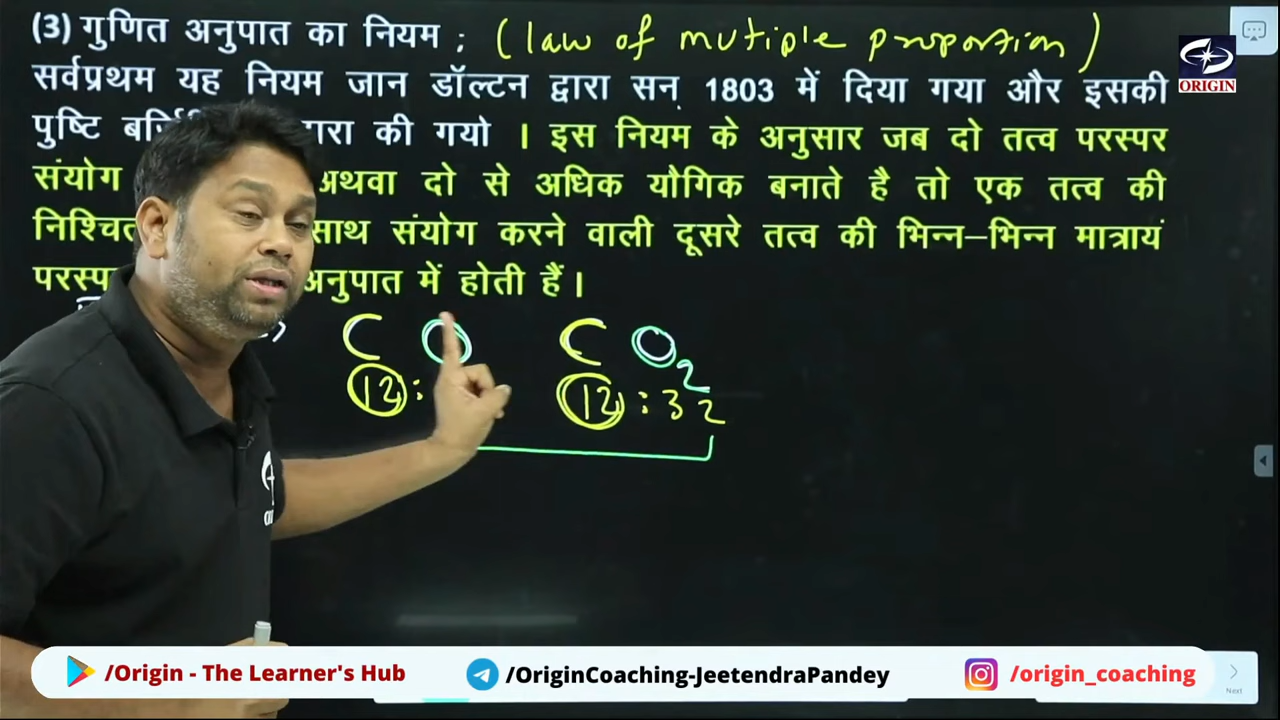 (3) गुणित अनुपात का नियम ; (law of mutiple proportion)
सर्वप्रथम यह नियम जान डॉल्टन द्वारा सन् 1803 में दिया गया और इसकी
पुष्टि द्वारा की गयो । इस नियम के अनुसार जब दो तत्व परस्पर
संयोग अथवा दो से अधिक यौगिक बनाते है तो एक तत्व की
निश्चित साथ संयोग करने वाली दूसरे तत्व की भिन्न–भिन्न मात्रायं
अनुपात में होती हैं ।
C O C O2
12 : 12 : 32
ORIGIN
Next
/Origin - The Learner's Hub /OriginCoaching-JeetendraPandey /origin_coaching